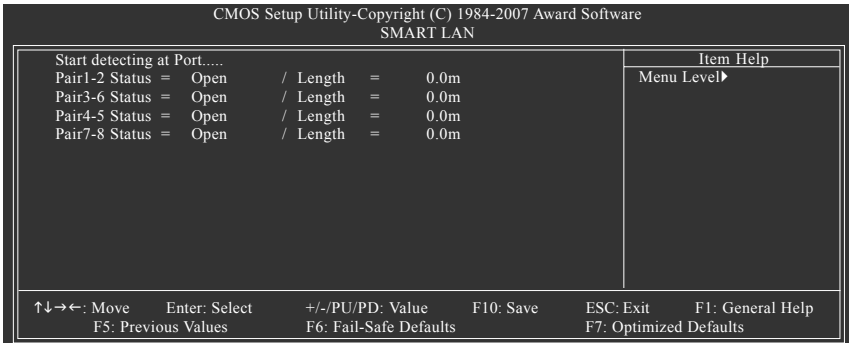 CMOS Setup Utility-Copyright (C) 1984-2007 Award Software
SMART LAN
Start detecting at Port.....
Pair1-2 Status = Open / Length = 0.0m
Pair3-6 Status = Open / Length = 0.0m
Pair4-5 Status = Open / Length = 0.0m
Pair7-8 Status = Open / Length = 0.0m
Item Help
Menu Level▶
↑↓→←: Move Enter: Select +/-/PU/PD: Value F10: Save ESC: Exit F1: General Help
F5: Previous Values F6: Fail-Safe Defaults F7: Optimized Defaults